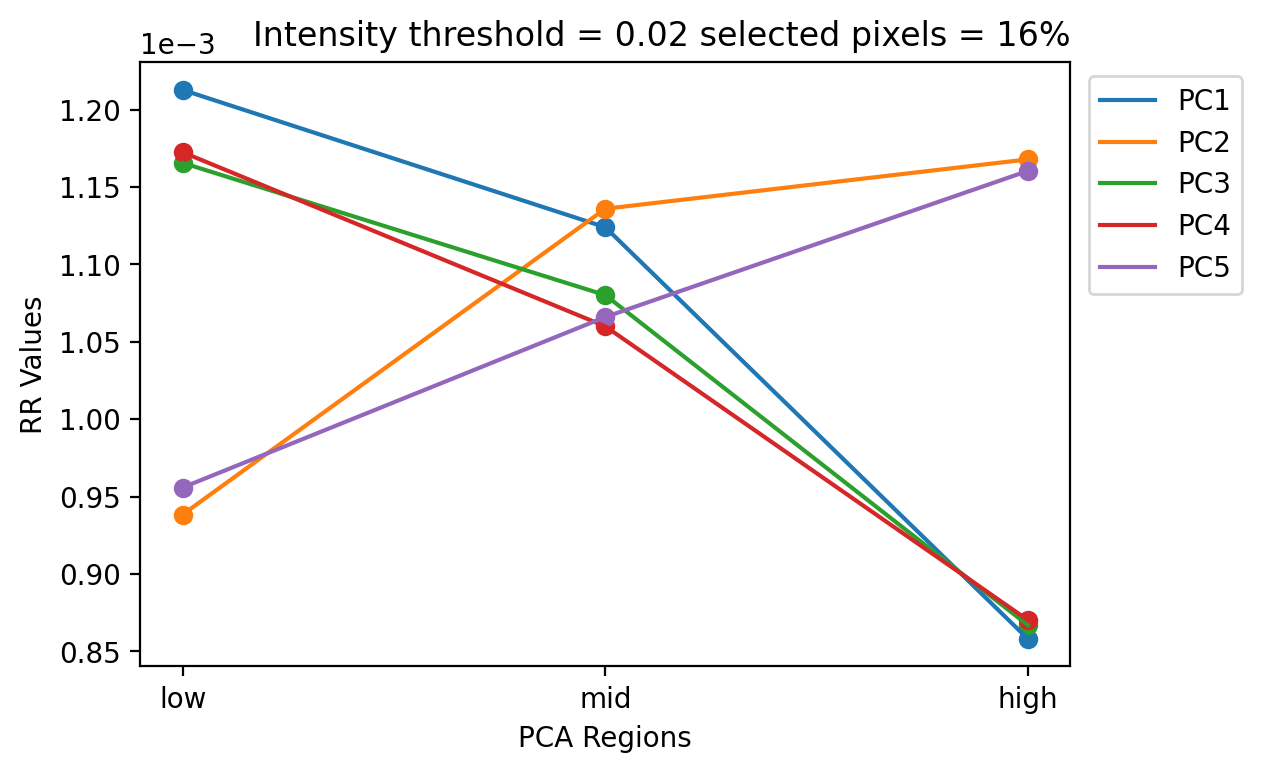 Intensity threshold = 0.02 selected pixels = 16%
1e−3
1.20
1.15
1.10
1.05
1.00
0.95
0.90
0.85
RR Values
low
mid
high
PCA Regions
PC1
PC2
PC3
PC4
PC5